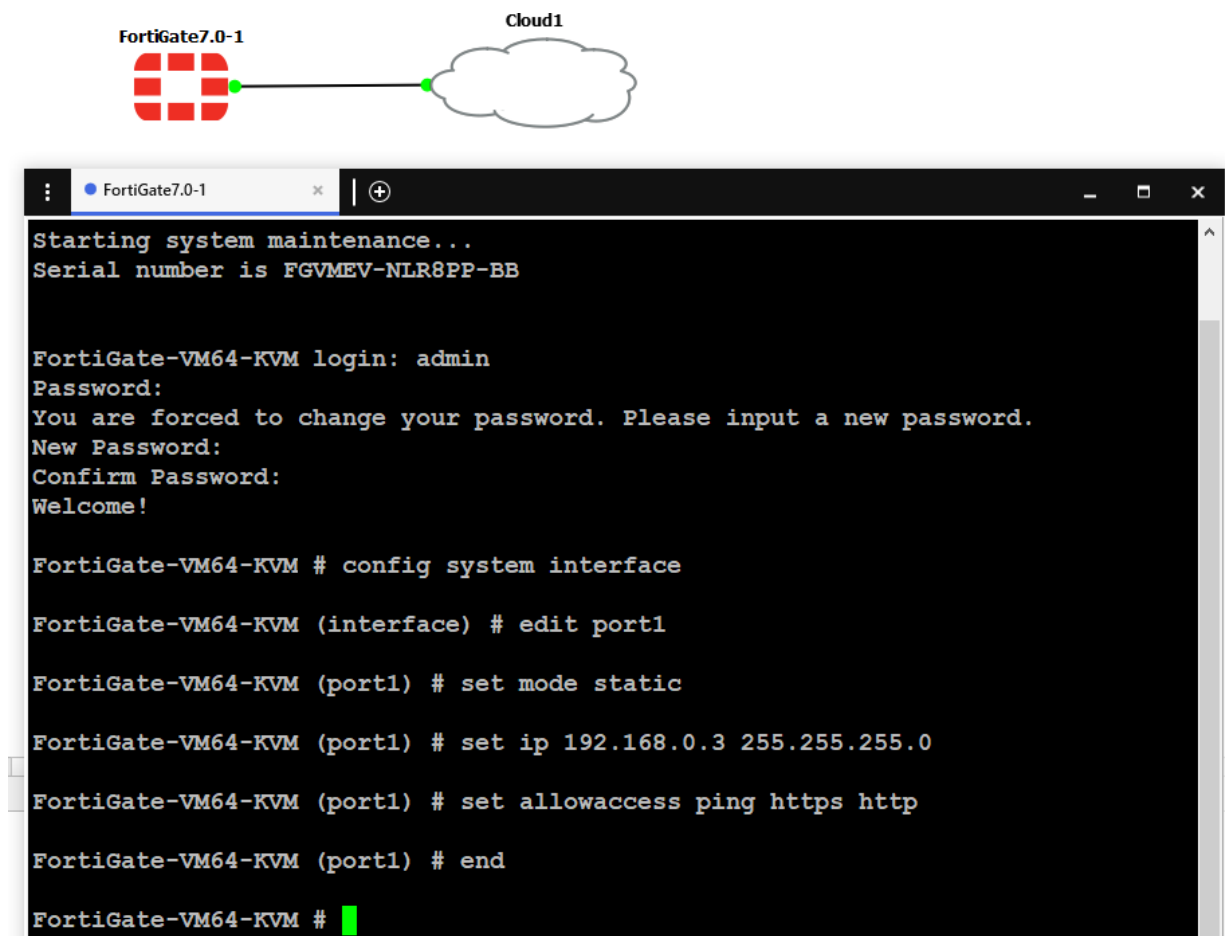 Cloud1
FortiGate7.0-1
FortiGate7.0-1
Starting system maintenance...
Serial number is FGVMEV-NLR8PP-BB
FortiGate-VM64-KVM login: admin
Password:
You are forced to change your password. Please input a new password.
New Password:
Confirm Password:
Welcome!
FortiGate-VM64-KVM # config system interface
FortiGate-VM64-KVM (interface) # edit port1
FortiGate-VM64-KVM (port1) # set mode static
FortiGate-VM64-KVM (port1) # set ip 192.168.0.3 255.255.255.0
FortiGate-VM64-KVM (port1) # set allowaccess ping https http
FortiGate-VM64-KVM (port1) # end
FortiGate-VM64-KVM #